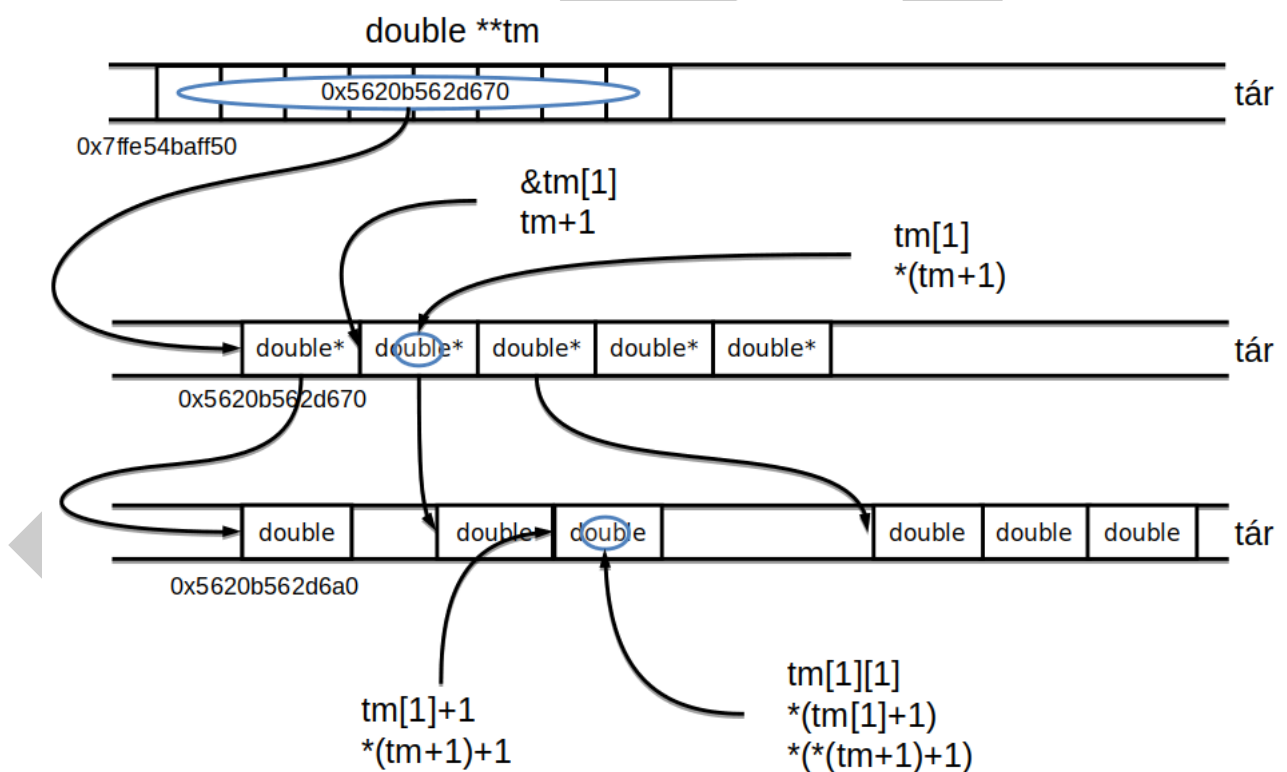 double **tm
0x5620b562d670
tár
0x7ffe54baff50
&tm[1]
tm+1
tm[1]
*(tm+1)
double* double* double* double* double*
tár
0x5620b562d670
double double double double double double
tár
0x5620b562d6a0
tm[1]+1
*(tm+1)+1
tm[1][1]
*(tm[1]+1)
*(*(tm+1)+1)